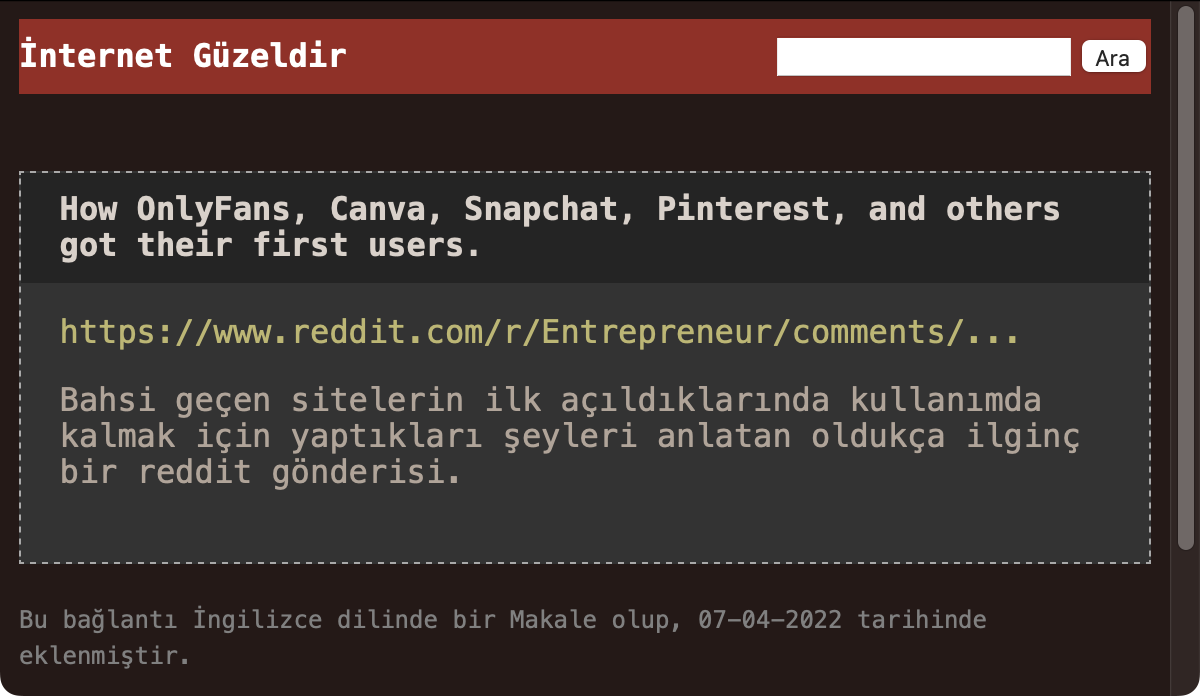 İnternet Güzeldir
Ara
How OnlyFans, Canva, Snapchat, Pinterest, and others
got their first users.
https://www.reddit.com/r/Entrepreneur/comments/...
Bahsi geçen sitelerin ilk açıldıklarında kullanımda
kalmak için yaptıkları şeyleri anlatan oldukça ilginç
bir reddit gönderisi.
Bu bağlantı İngilizce dilinde bir Makale olup, 07-04-2022 tarihinde
eklenmiştir.